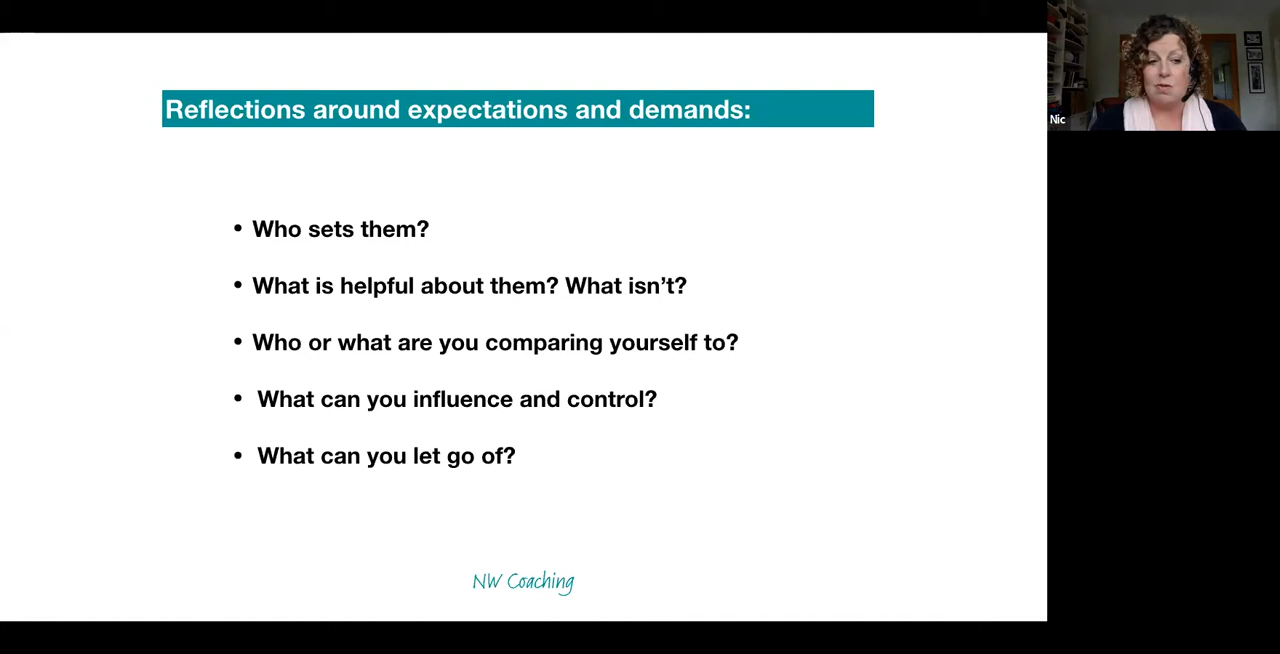 Reflections around expectations and demands:
• Who sets them?
• What is helpful about them? What isn’t?
• Who or what are you comparing yourself to?
• What can you influence and control?
• What can you let go of?
NW Coaching
Nic